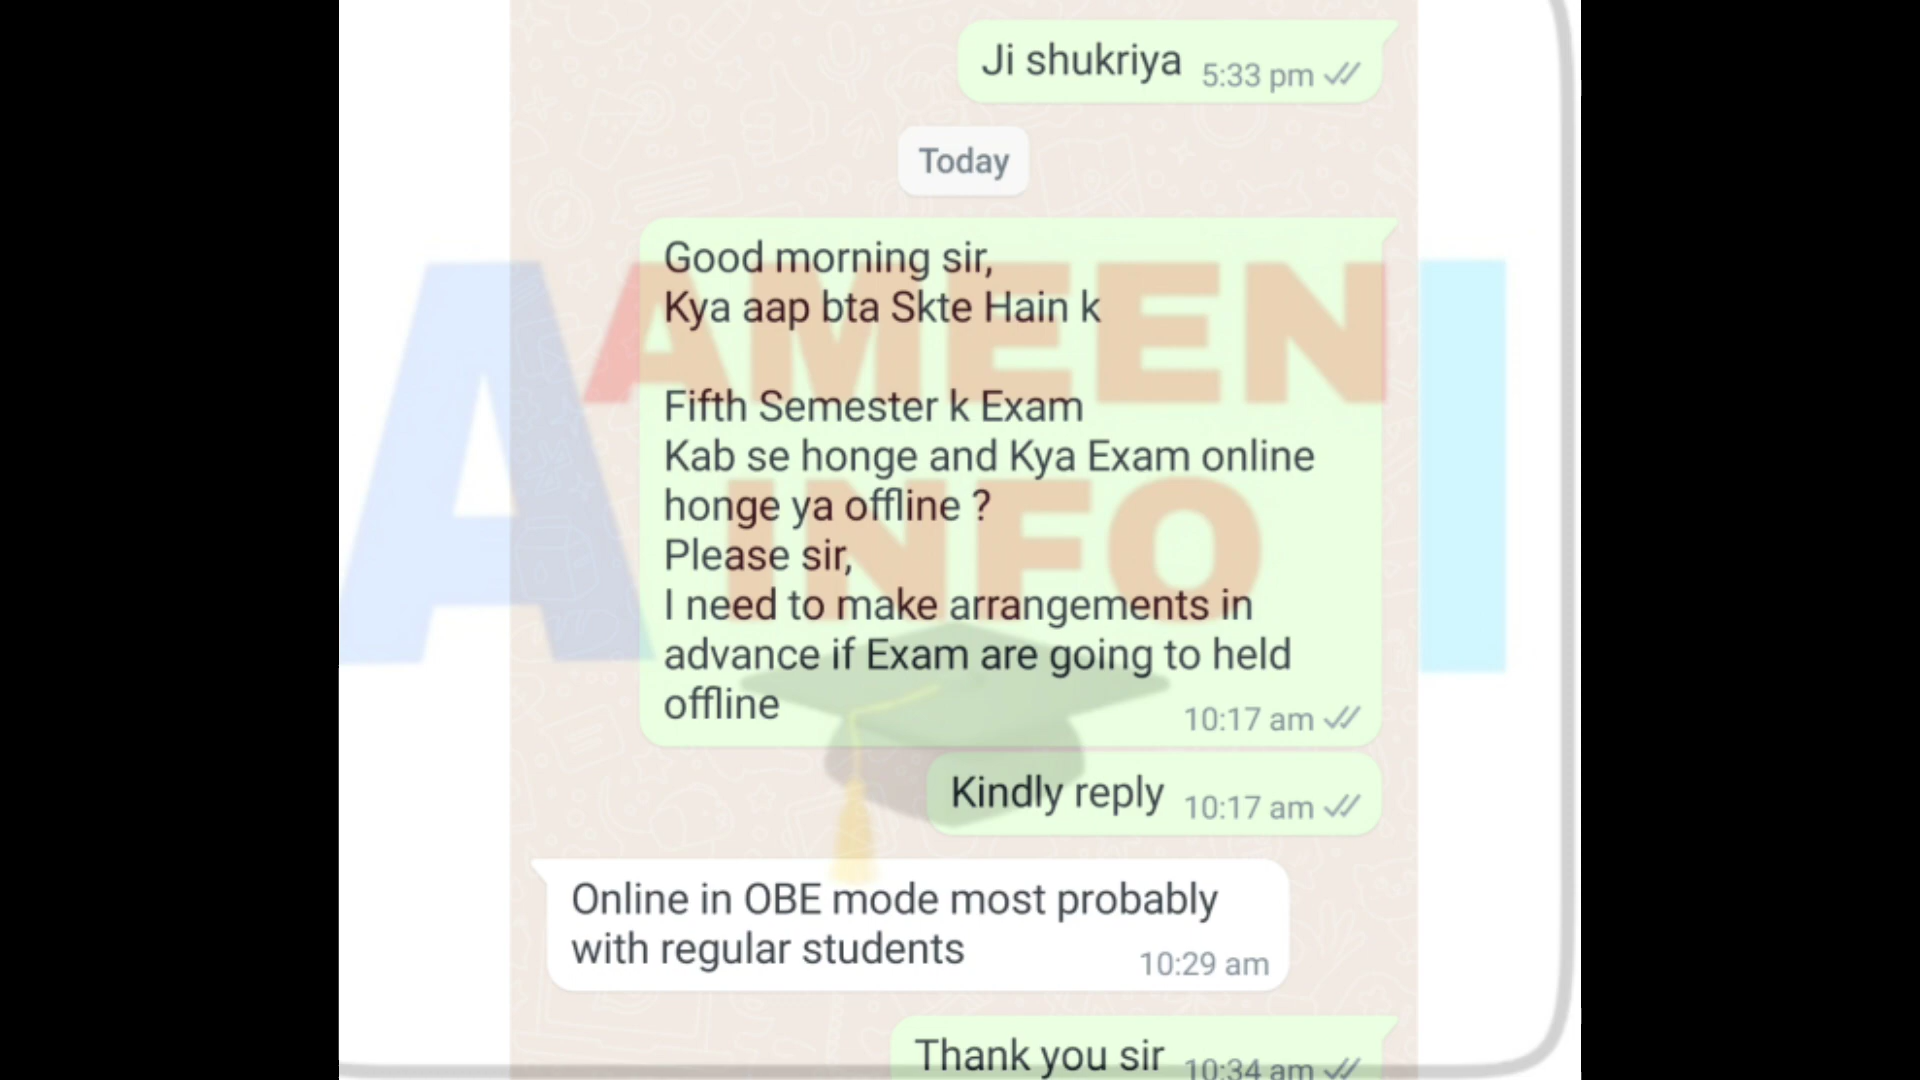 Ji shukriya 5:33 pm
Today
Good morning sir,
Kya aap bta Skte Hain k
Fifth Semester k Exam
Kab se honge and Kya Exam online
honge ya offline ?
Please sir,
I need to make arrangements in
advance if Exam are going to held
offline 10:17 am
Kindly reply 10:17 am
Online in OBE mode most probably
with regular students 10:29 am
Thank you sir 10:34 am
A AMEEN I
INFO